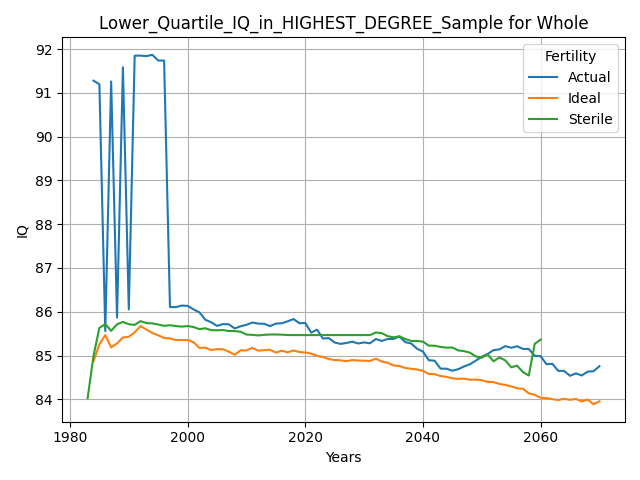 Lower_Quartile_IQ_in_HIGHEST_DEGREE_Sample for Whole
Fertility
Actual
Ideal
Sterile
92
91
90
89
88
87
86
85
84
IQ
1980
2000
2020
2040
2060
Years